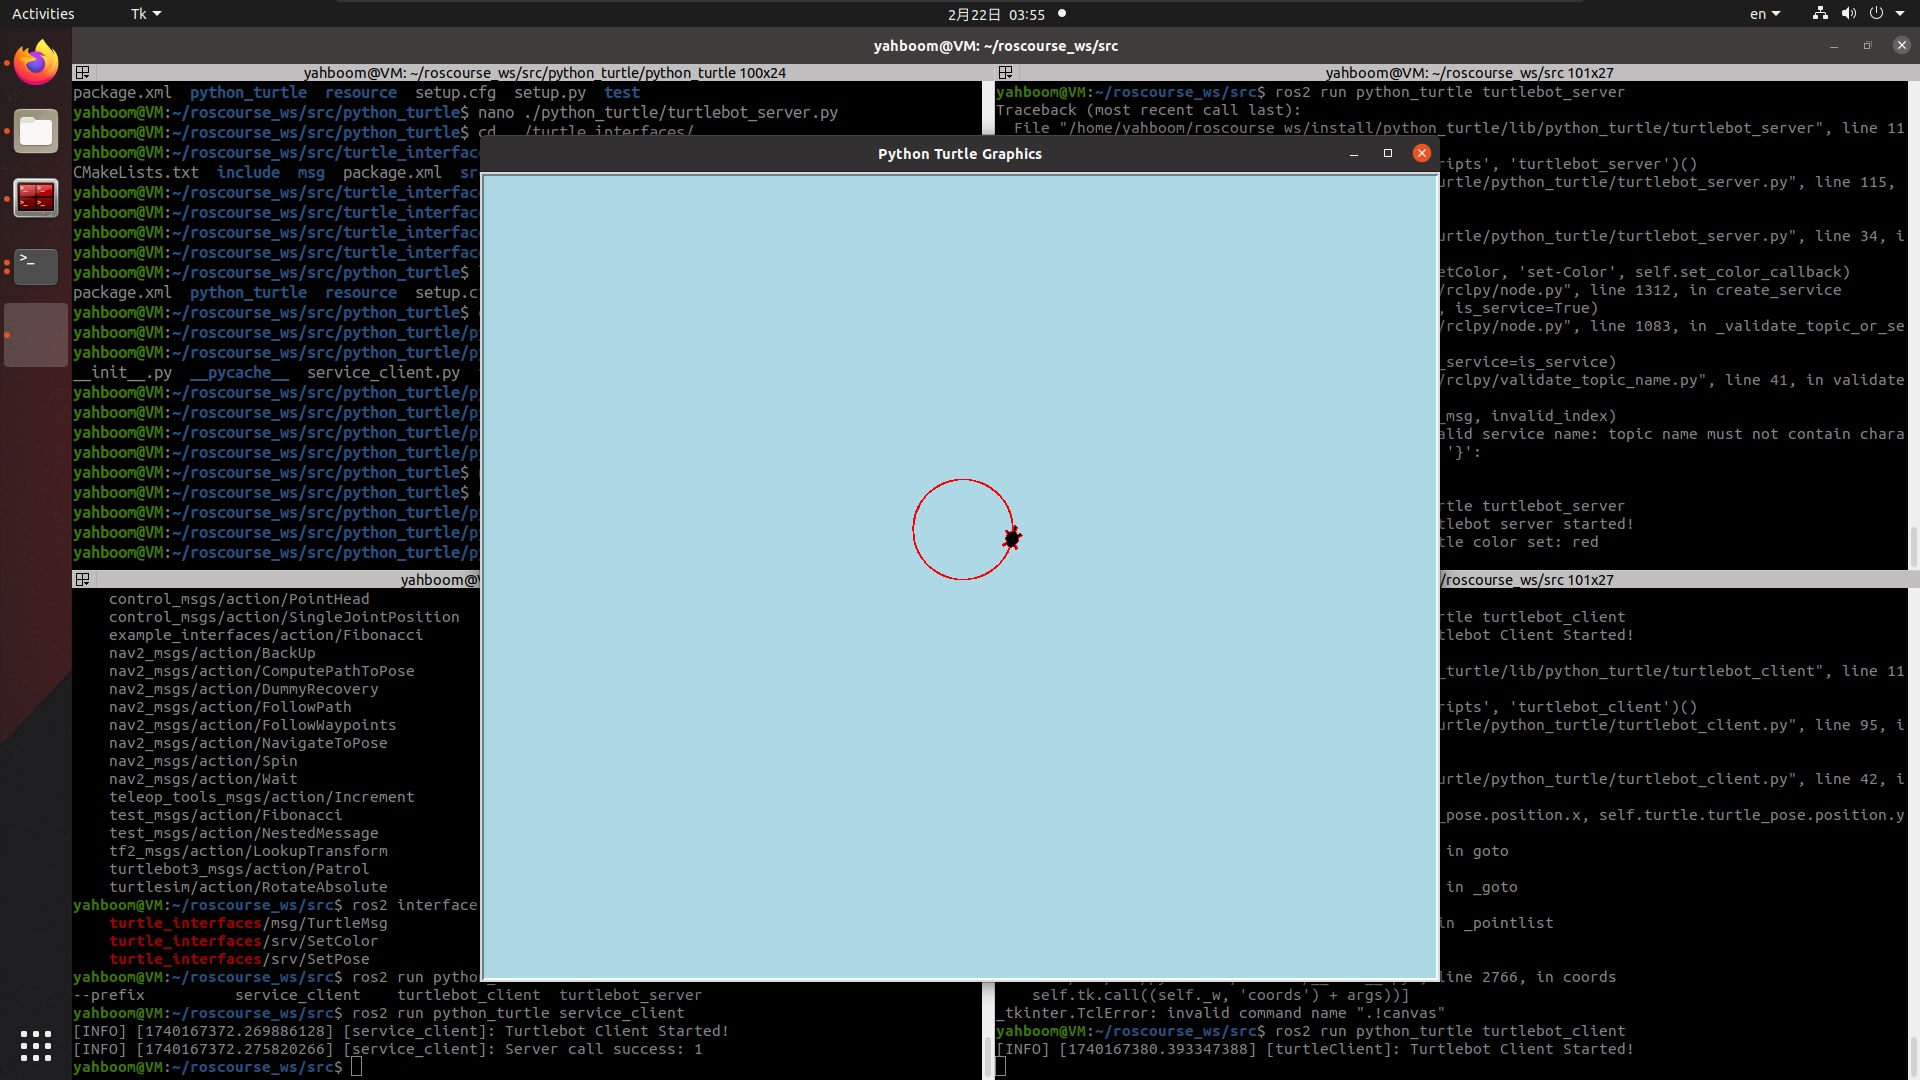 Activities Tk 2月22日 03:55 en
yahboom@VM: ~/roscourse_ws/src
yahboom@VM: ~/roscourse_ws/src/python_turtle/python_turtle 100x24
package.xml python_turtle resource setup.cfg setup.py test
yahboom@VM:~/roscourse_ws/src/python_turtle$ nano ./python_turtle/turtlebot_server.py
yahboom@VM:~/roscourse_ws/src/python_turtle$ cd ../turtle_interfaces/
yahboom@VM:~/roscourse_ws/src/turtle_interfac
CMakeLists.txt include msg package.xml sr
yahboom@VM:~/roscourse_ws/src/turtle_interfac
yahboom@VM:~/roscourse_ws/src/turtle_interfac
yahboom@VM:~/roscourse_ws/src/turtle_interfac
yahboom@VM:~/roscourse_ws/src/turtle_interfac
yahboom@VM:~/roscourse_ws/src/python_turtle$
package.xml python_turtle resource setup.c
yahboom@VM:~/roscourse_ws/src/python_turtle$
yahboom@VM:~/roscourse_ws/src/python_turtle/p
yahboom@VM:~/roscourse_ws/src/python_turtle/p
__init__.py __pycache__ service_client.py
yahboom@VM:~/roscourse_ws/src/python_turtle/p
yahboom@VM:~/roscourse_ws/src/python_turtle/p
yahboom@VM:~/roscourse_ws/src/python_turtle/p
yahboom@VM:~/roscourse_ws/src/python_turtle/p
yahboom@VM:~/roscourse_ws/src/python_turtle$
yahboom@VM:~/roscourse_ws/src/python_turtle$
yahboom@VM:~/roscourse_ws/src/python_turtle/p
yahboom@VM:~/roscourse_ws/src/python_turtle/p
yahboom@VM:~/roscourse_ws/src/python_turtle/p
yahboom@VM: ~/roscourse_ws/src 101x27
yahboom@VM:~/roscourse_ws/src$ ros2 run python_turtle turtlebot_server
Traceback (most recent call last):
File "/home/yahboom/roscourse_ws/install/python_turtle/lib/python_turtle/turtlebot_server", line 11
ripts', 'turtlebot_server')()
urtle/python_turtle/turtlebot_server.py", line 115,
urtle/python_turtle/turtlebot_server.py", line 34, i
etColor, 'set-Color', self.set_color_callback)
/rclpy/node.py", line 1312, in create_service
, is_service=True)
/rclpy/node.py", line 1083, in _validate_topic_or_se
_service=is_service)
/rclpy/validate_topic_name.py", line 41, in validate
_msg, invalid_index)
alid service name: topic name must not contain chara
'}':
rtle turtlebot_server
tlebot server started!
tle color set: red
Python Turtle Graphics
yahboom@V
control_msgs/action/PointHead
control_msgs/action/SingleJointPosition
example_interfaces/action/Fibonacci
nav2_msgs/action/BackUp
nav2_msgs/action/ComputePathToPose
nav2_msgs/action/DummyRecovery
nav2_msgs/action/FollowPath
nav2_msgs/action/FollowWaypoints
nav2_msgs/action/NavigateToPose
nav2_msgs/action/Spin
nav2_msgs/action/Wait
teleop_tools_msgs/action/Increment
test_msgs/action/Fibonacci
test_msgs/action/NestedMessage
tf2_msgs/action/LookupTransform
turtlebot3_msgs/action/Patrol
turtlesim/action/RotateAbsolute
yahboom@VM:~/roscourse_ws/src$ ros2 interface
turtle_interfaces/msg/TurtleMsg
turtle_interfaces/srv/SetColor
turtle_interfaces/srv/SetPose
yahboom@VM:~/roscourse_ws/src$ ros2 run pytho
--prefix service_client turtlebot_client turtlebot_server
yahboom@VM:~/roscourse_ws/src$ ros2 run python_turtle service_client
[INFO] [1740167372.269886128] [service_client]: Turtlebot Client Started!
[INFO] [1740167372.275820266] [service_client]: Server call success: 1
yahboom@VM:~/roscourse_ws/src$
/roscourse_ws/src 101x27
rtle turtlebot_client
tlebot Client Started!
_turtle/lib/python_turtle/turtlebot_client", line 11
ripts', 'turtlebot_client')()
urtle/python_turtle/turtlebot_client.py", line 95, i
urtle/python_turtle/turtlebot_client.py", line 42, i
_pose.position.x, self.turtle.turtle_pose.position.y
in goto
in _goto
in _pointlist
line 2766, in coords
self.tk.call((self._w, 'coords') + args))]
_tkinter.TclError: invalid command name ".!canvas"
yahboom@VM:~/roscourse_ws/src$ ros2 run python_turtle turtlebot_client
[INFO] [1740167380.393347388] [turtleClient]: Turtlebot Client Started!